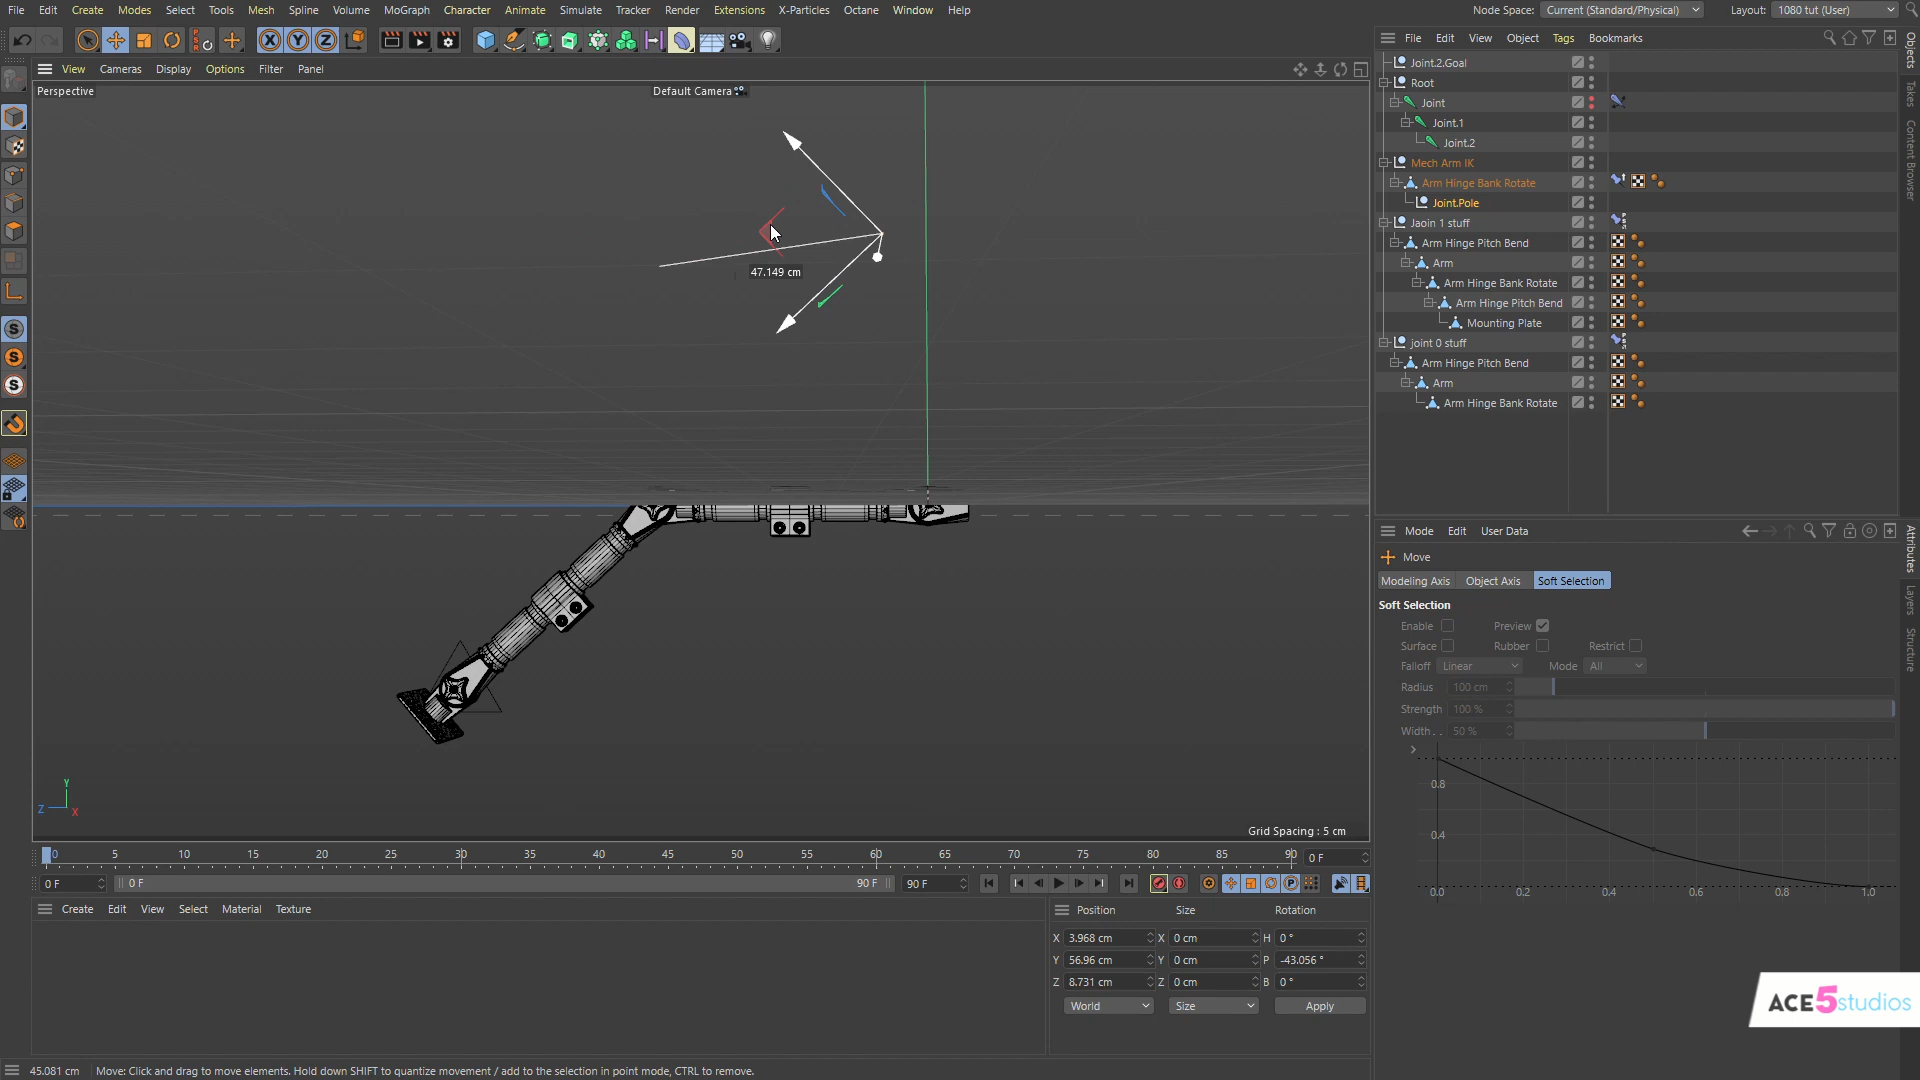 File Edit Create Modes Select Tools Mesh Spline Volume MoGraph Character Animate Simulate Tracker Render Extensions X-Particles Octane Window Help
Node Space: Current (Standard/Physical) Layout: 1080 tut (User)
View Cameras Display Options Filter Panel
Perspective
Default Camera
47.149 cm
Y
Z
X
Grid Spacing : 5 cm
File Edit View Object Tags Bookmarks
Joint.2.Goal
Root
Joint
Joint.1
Joint.2
Mech Arm IK
Arm Hinge Bank Rotate
Joint.Pole
Jaoin 1 stuff
Arm Hinge Pitch Bend
Arm
Arm Hinge Bank Rotate
Arm Hinge Pitch Bend
Mounting Plate
joint 0 stuff
Arm Hinge Pitch Bend
Arm
Arm Hinge Bank Rotate
Objects
Takes
Content Browser
Mode Edit User Data
Move
Modeling Axis Object Axis Soft Selection
Soft Selection
Enable Preview
Surface Rubber Restrict
Falloff Linear Mode All
Radius 100 cm
Strength 100 %
Width . . 50 %
0.8
0.4
0.0 0.2 0.4 0.6 0.8 1.0
Attributes
Layers
Structure
0 5 10 15 20 25 30 35 40 45 50 55 60 65 70 75 80 85 90 0 F
0 F 0 F 90 F 90 F
Create Edit View Select Material Texture
Position Size Rotation
X 3.968 cm X 0 cm H 0 °
Y 56.96 cm Y 0 cm P -43.056 °
Z 8.731 cm Z 0 cm B 0 °
World Size Apply
ACE5studios
45.081 cm Move: Click and drag to move elements. Hold down SHIFT to quantize movement / add to the selection in point mode, CTRL to remove.